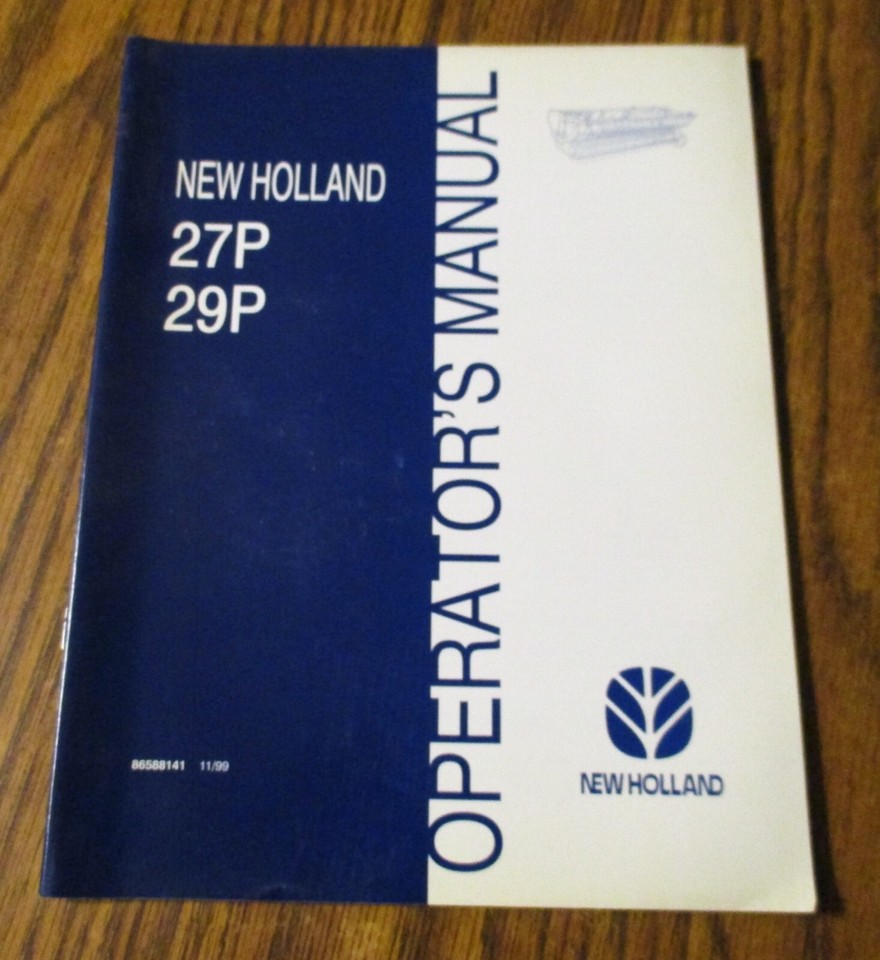 NEW HOLLAND
27P
29P
OPERATOR'S MANUAL
86588141 11/99
NEW HOLLAND